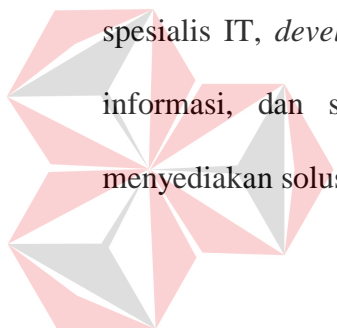 spesialis IT, devel
informasi, dan s
menyediakan solus